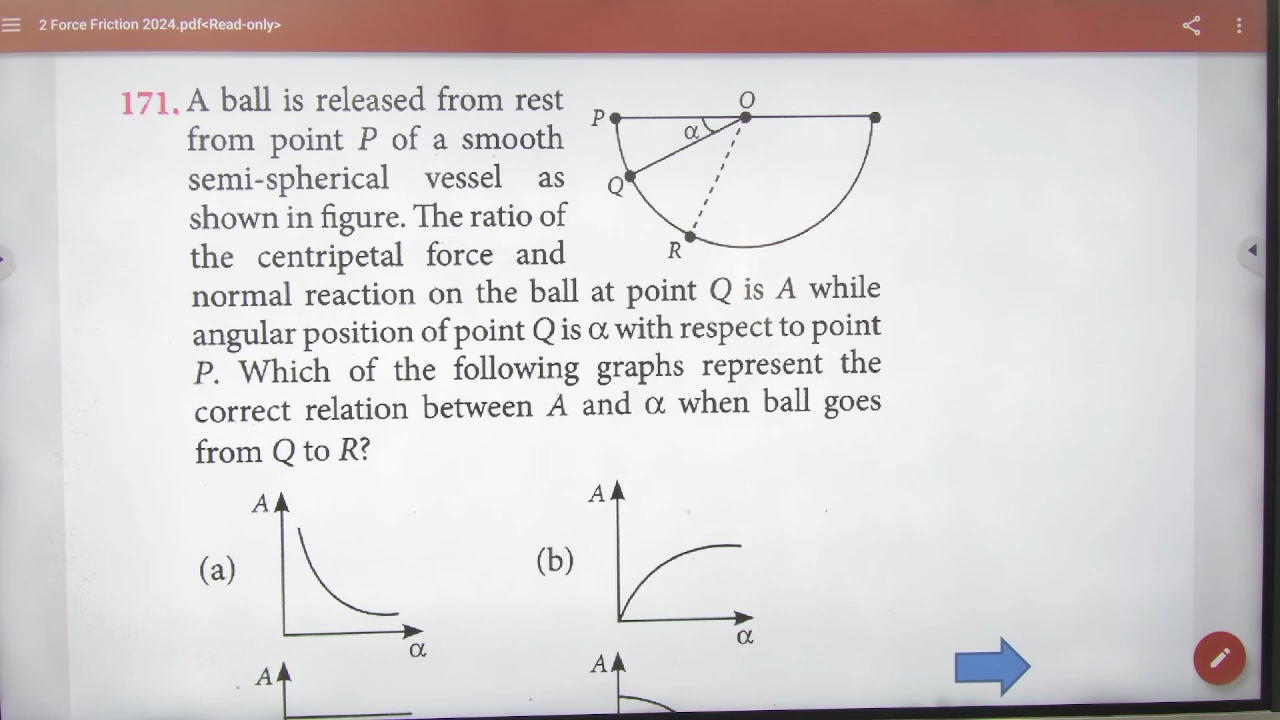 2 Force Friction 2024.pdf<Read-only>
171. A ball is released from rest
from point P of a smooth
semi-spherical vessel as
shown in figure. The ratio of
the centripetal force and
normal reaction on the ball at point Q is A while
angular position of point Q is α with respect to point
P. Which of the following graphs represent the
correct relation between A and α when ball goes
from Q to R?
O
P
α
Q
R
(a)
A
α
(b)
A
α
A
A